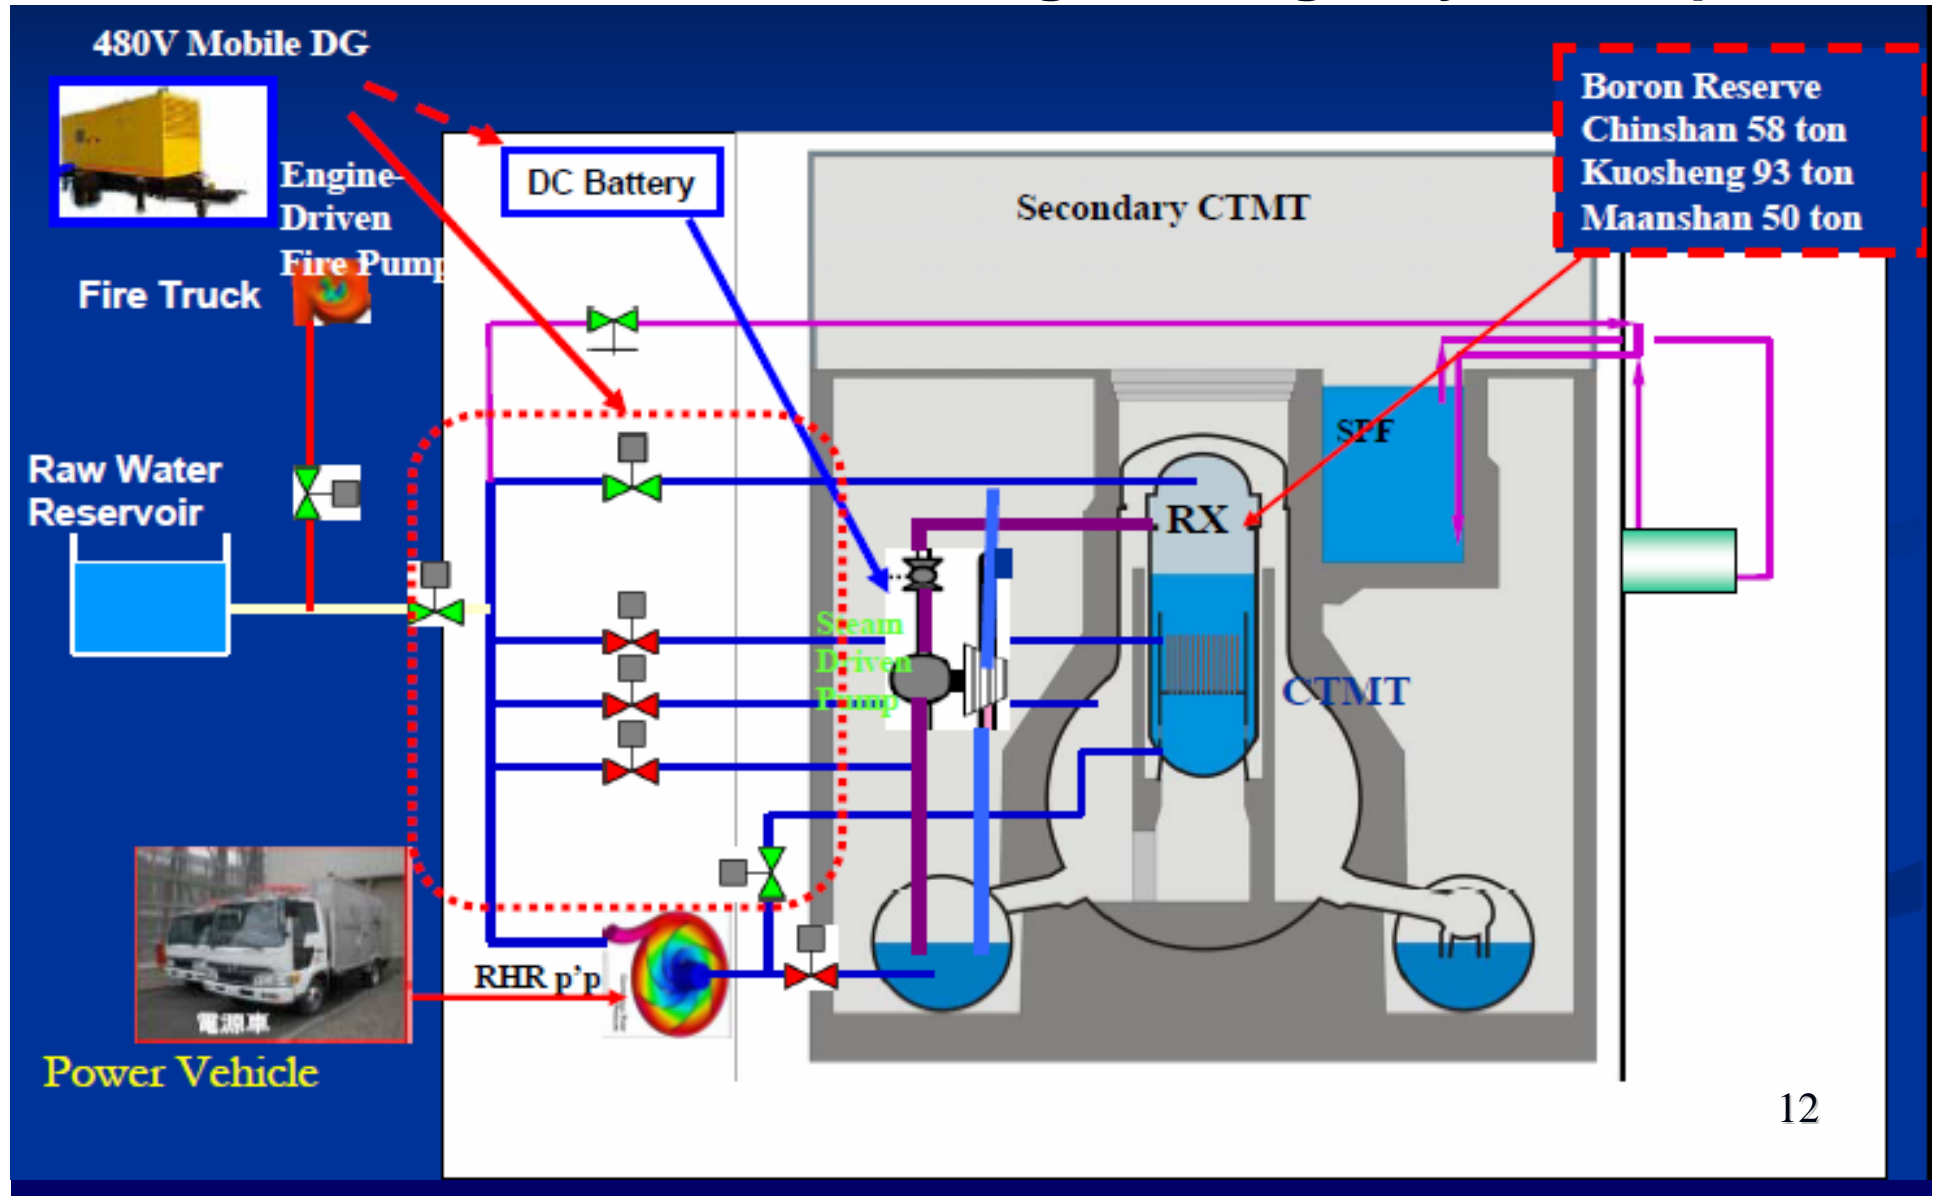 480V Mobile DG
Boron Reserve
Chinshan 58 ton
Kuosheng 93 ton
Maanshan 50 ton
Engine-
Driven
Fire Pump
DC Battery
Secondary CTMT
Fire Truck
SPF
Raw Water
Reservoir
RX
Steam
Driven
Pump
CTMT
RHR p’p
電源車
Power Vehicle
12